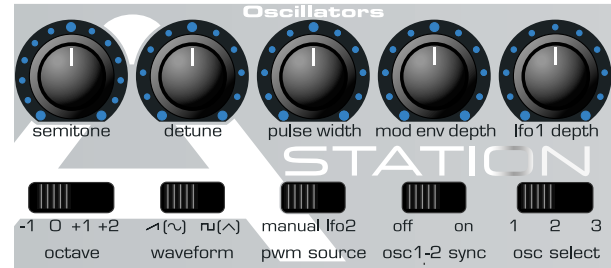 Oscillators
semitone detune pulse width mod env depth lfo1 depth
STATION
-1 0 +1 +2 manual lfo2 off on 1 2 3
octave waveform pwm source osc1-2 sync osc select